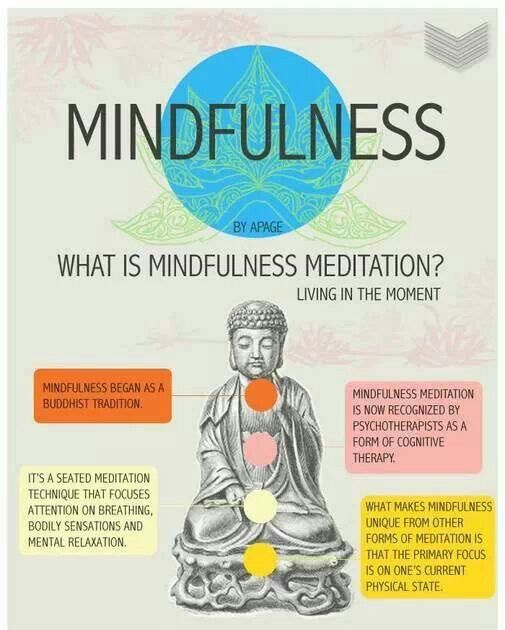 MINDFULNESS
BY APAGE
WHAT IS MINDFULNESS MEDITATION?
LIVING IN THE MOMENT
MINDFULNESS BEGAN AS A
BUDDHIST TRADITION.
MINDFULNESS MEDITATION
IS NOW RECOGNIZED BY
PSYCHOTHERAPISTS AS A
FORM OF COGNITIVE
THERAPY.
IT'S A SEATED MEDITATION
TECHNIQUE THAT FOCUSES
ATTENTION ON BREATHING,
BODILY SENSATIONS AND
MENTAL RELAXATION.
WHAT MAKES MINDFULNESS
UNIQUE FROM OTHER
FORMS OF MEDITATION IS
THAT THE PRIMARY FOCUS
IS ON ONE'S CURRENT
PHYSICAL STATE.